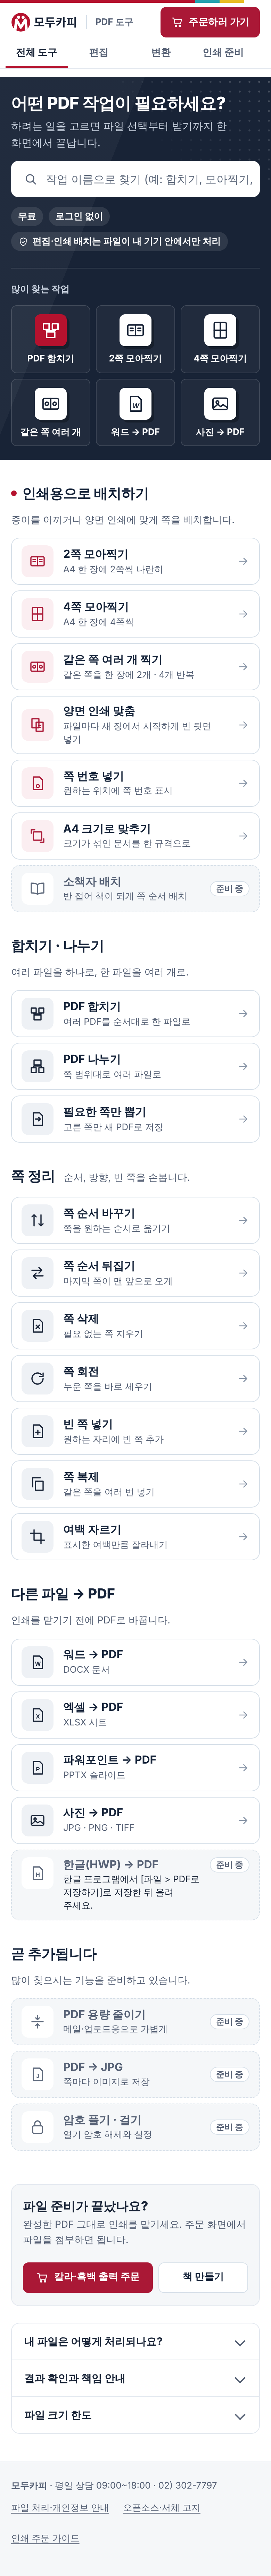 모두카피
PDF 도구
주문하러 가기
전체 도구
편집
변환
인쇄 준비
어떤 PDF 작업이 필요하세요?
하려는 일을 고르면 파일 선택부터 받기까지 한
화면에서 끝납니다.
작업 이름으로 찾기 (예: 합치기, 모아찍기,
무료
로그인 없이
편집·인쇄 배치는 파일이 내 기기 안에서만 처리
많이 찾는 작업
PDF 합치기
2쪽 모아찍기
4쪽 모아찍기
같은 쪽 여러 개
W
워드 → PDF
사진 → PDF
인쇄용으로 배치하기
종이를 아끼거나 양면 인쇄에 맞게 쪽을 배치합니다.
2쪽 모아찍기
A4 한 장에 2쪽씩 나란히
4쪽 모아찍기
A4 한 장에 4쪽씩
같은 쪽 여러 개 찍기
같은 쪽을 한 장에 2개 · 4개 반복
양면 인쇄 맞춤
파일마다 새 장에서 시작하게 빈 뒷면
넣기
쪽 번호 넣기
원하는 위치에 쪽 번호 표시
A4 크기로 맞추기
크기가 섞인 문서를 한 규격으로
소책자 배치
반 접어 책이 되게 쪽 순서 배치
준비 중
합치기 · 나누기
여러 파일을 하나로, 한 파일을 여러 개로.
PDF 합치기
여러 PDF를 순서대로 한 파일로
PDF 나누기
쪽 범위대로 여러 파일로
필요한 쪽만 뽑기
고른 쪽만 새 PDF로 저장
쪽 정리
순서, 방향, 빈 쪽을 손봅니다.
쪽 순서 바꾸기
쪽을 원하는 순서로 옮기기
쪽 순서 뒤집기
마지막 쪽이 맨 앞으로 오게
쪽 삭제
필요 없는 쪽 지우기
쪽 회전
누운 쪽을 바로 세우기
빈 쪽 넣기
원하는 자리에 빈 쪽 추가
쪽 복제
같은 쪽을 여러 번 넣기
여백 자르기
표시한 여백만큼 잘라내기
다른 파일 → PDF
인쇄를 맡기기 전에 PDF로 바꿉니다.
W
워드 → PDF
DOCX 문서
X
엑셀 → PDF
XLSX 시트
P
파워포인트 → PDF
PPTX 슬라이드
사진 → PDF
JPG · PNG · TIFF
H
한글(HWP) → PDF
한글 프로그램에서 [파일 > PDF로
저장하기]로 저장한 뒤 올려
주세요.
준비 중
곧 추가됩니다
많이 찾으시는 기능을 준비하고 있습니다.
PDF 용량 줄이기
메일·업로드용으로 가볍게
준비 중
J
PDF → JPG
쪽마다 이미지로 저장
준비 중
암호 풀기 · 걸기
열기 암호 해제와 설정
준비 중
파일 준비가 끝났나요?
완성한 PDF 그대로 인쇄를 맡기세요. 주문 화면에서
파일을 첨부하면 됩니다.
칼라·흑백 출력 주문
책 만들기
내 파일은 어떻게 처리되나요?
결과 확인과 책임 안내
파일 크기 한도
모두카피 · 평일 상담 09:00~18:00 · 02) 302-7797
파일 처리·개인정보 안내
오픈소스·서체 고지
인쇄 주문 가이드